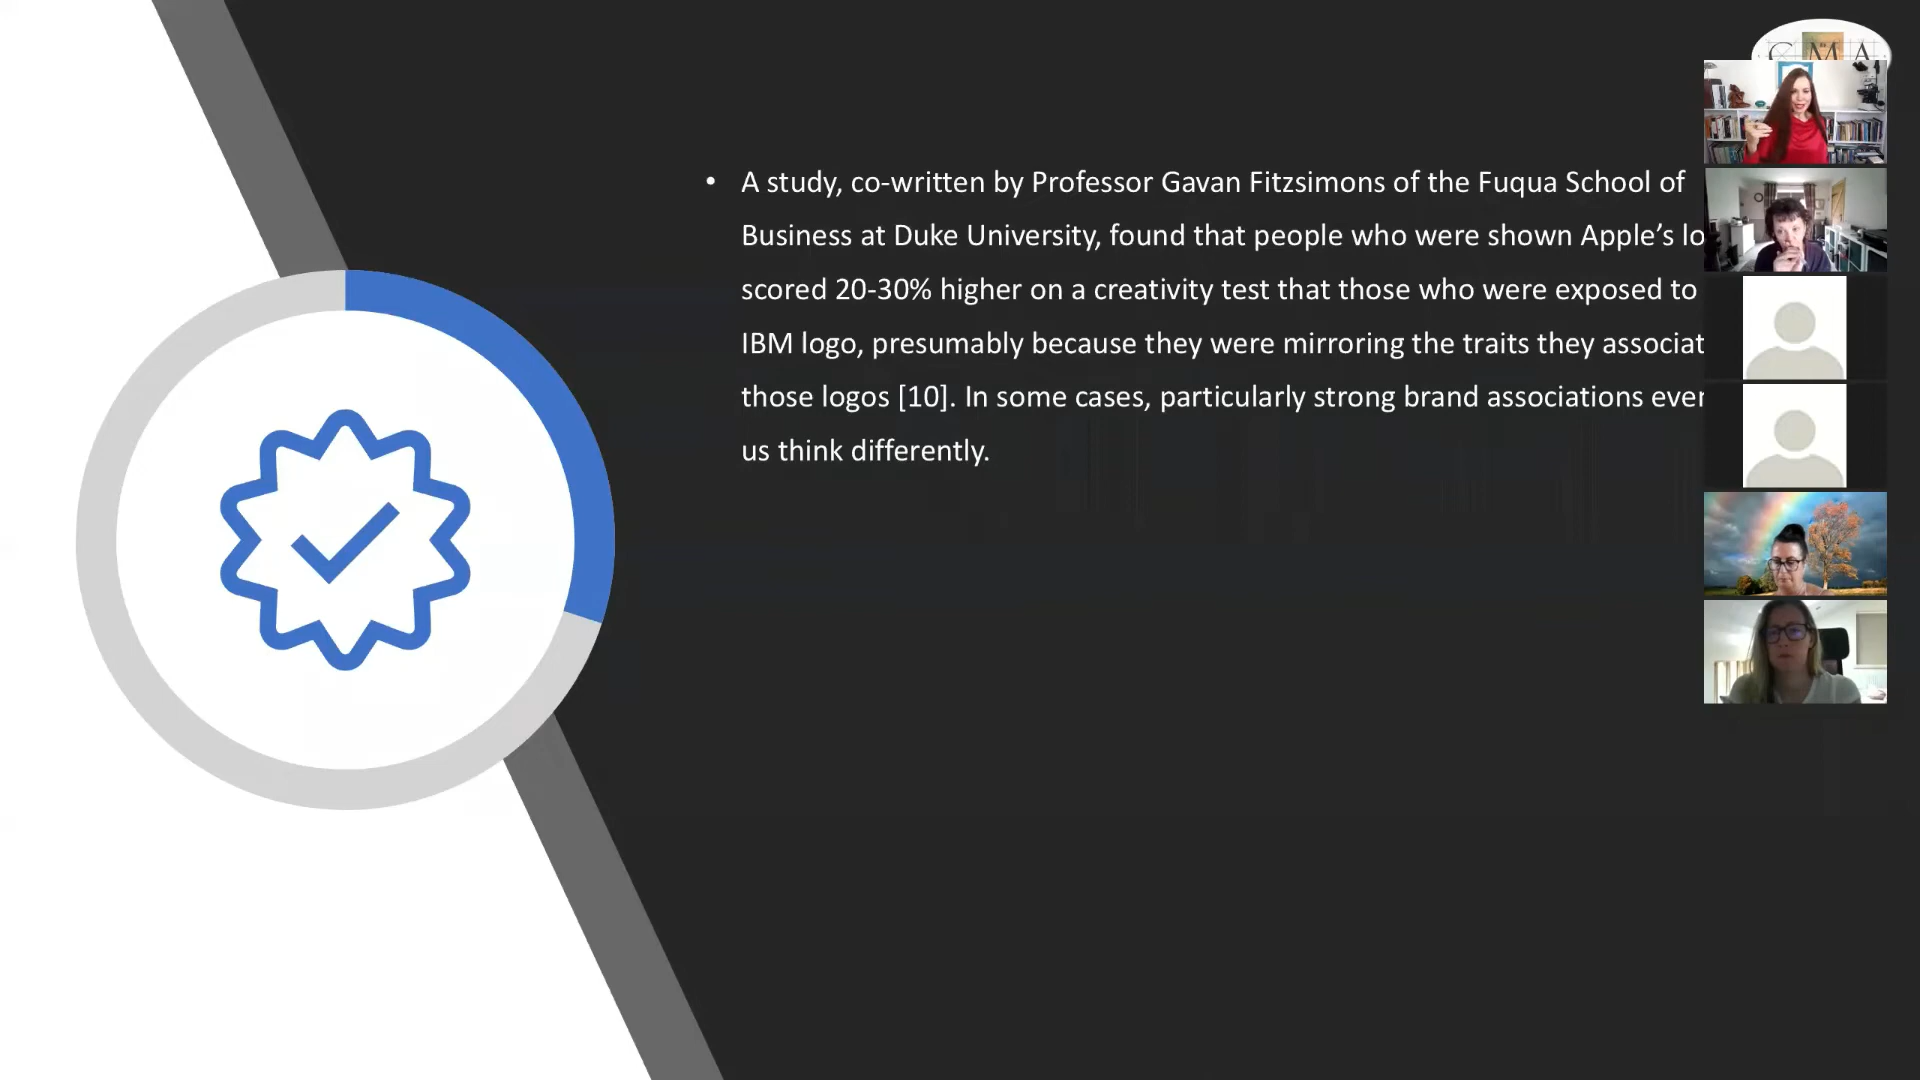 CMA
• A study, co-written by Professor Gavan Fitzsimons of the Fuqua School of
Business at Duke University, found that people who were shown Apple’s
scored 20-30% higher on a creativity test that those who were exposed to
IBM logo, presumably because they were mirroring the traits they
those logos [10]. In some cases, particularly strong brand associations
us think differently.